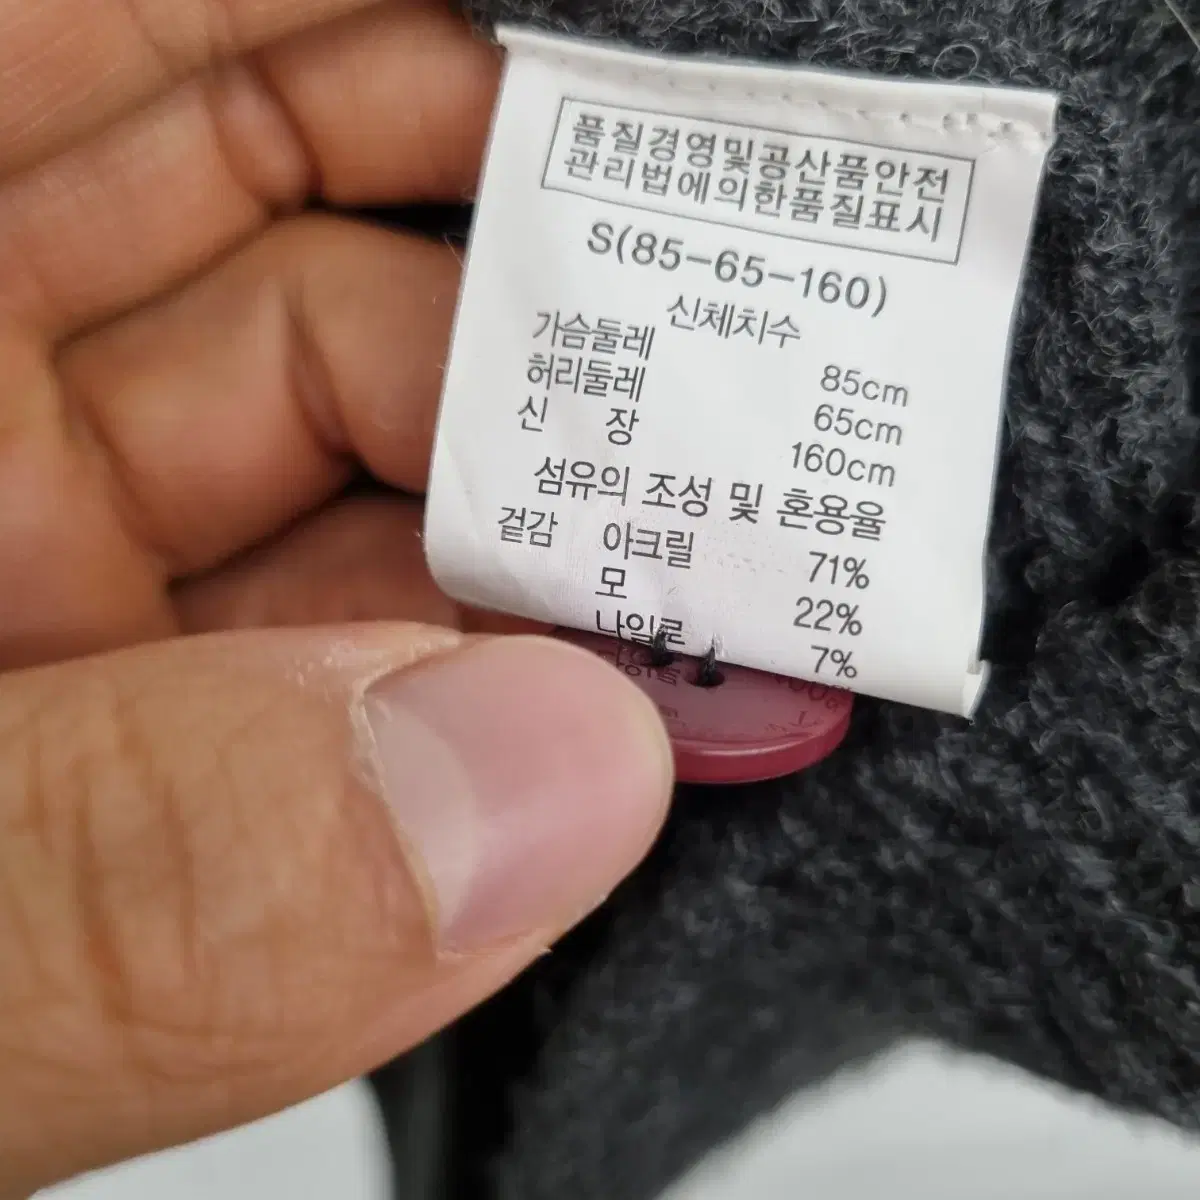 품질경영및공산품안전
관리법에의한품질표시
S(85-65-160)
신체치수
가슴둘레 85cm
허리둘레 65cm
신 장 160cm
섬유의 조성 및 혼용율
겉감 아크릴 71%
모 22%
나일론 7%